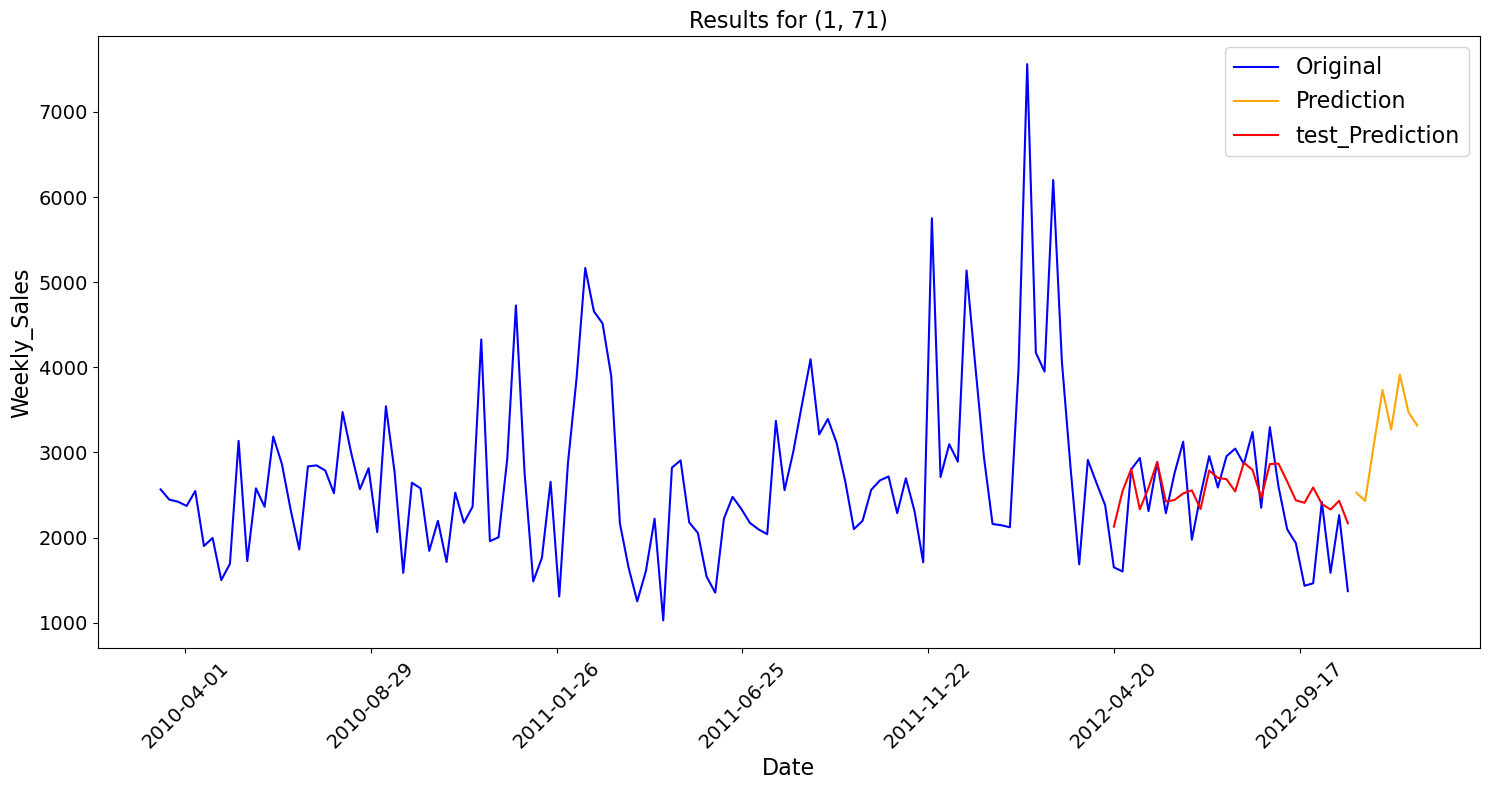 Results for (1, 71)
Original
Prediction
test_Prediction
Weekly_Sales
7000
6000
5000
4000
3000
2000
1000
2010-04-01
2010-08-29
2011-01-26
2011-06-25
2011-11-22
2012-04-20
2012-09-17
Date